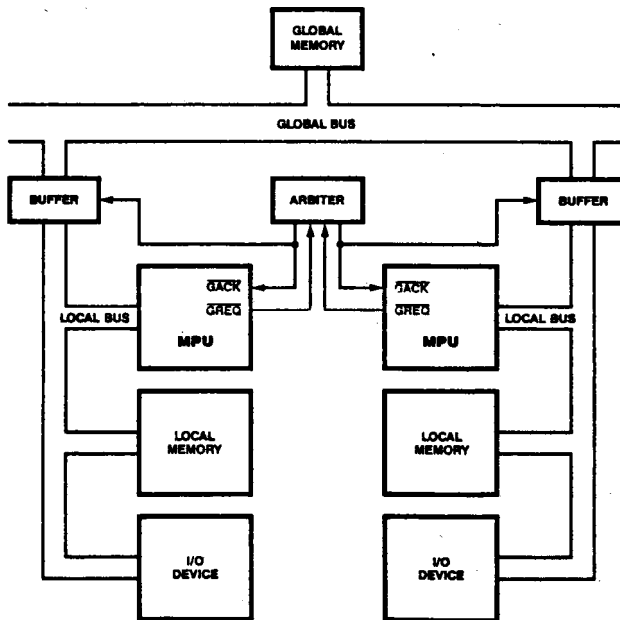 GLOBAL
MEMORY
GLOBAL BUS
BUFFER
ARBITER
BUFFER
GACK
GREQ
MPU
LOCAL BUS
GACK
GREQ
MPU
LOCAL BUS
LOCAL
MEMORY
LOCAL
MEMORY
I/O
DEVICE
I/O
DEVICE